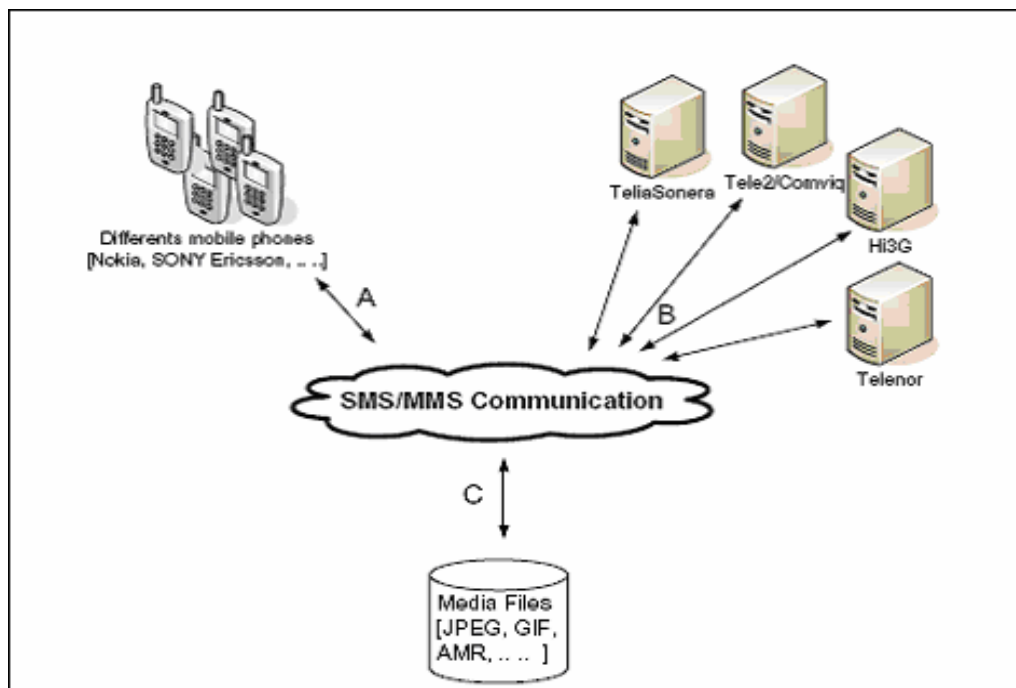 Differents mobile phones
[Nokia, SONY Ericsson, .. ..]
A
TeliaSonera
Tele2/Comviq
Hi3G
B
Telenor
SMS/MMS Communication
C
Media Files
[JPEG, GIF,
AMR, .. .. ]